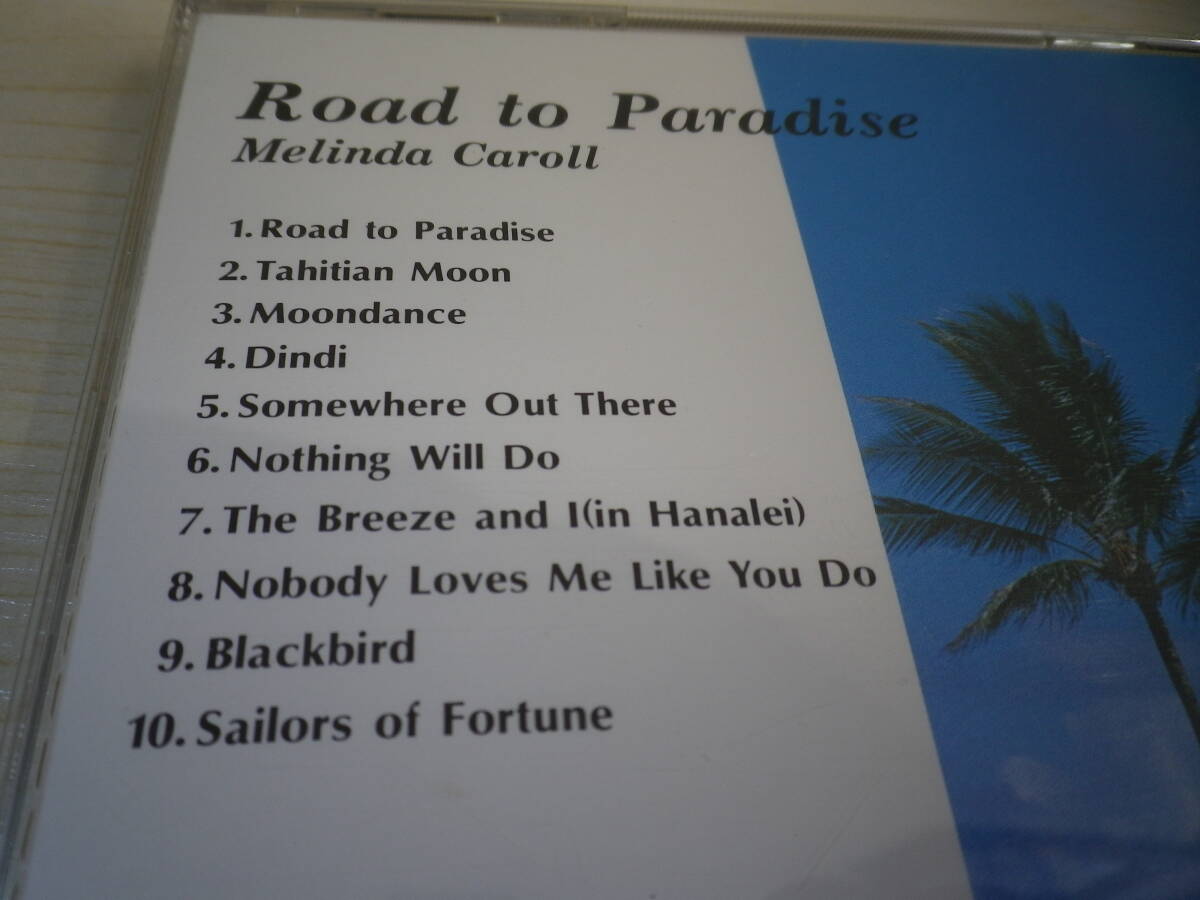 Road to Paradise
Melinda Caroll
1. Road to Paradise
2. Tahitian Moon
3. Moondance
4. Dindi
5. Somewhere Out There
6. Nothing Will Do
7. The Breeze and I(in Hanalei)
8. Nobody Loves Me Like You Do
9. Blackbird
10. Sailors of Fortune